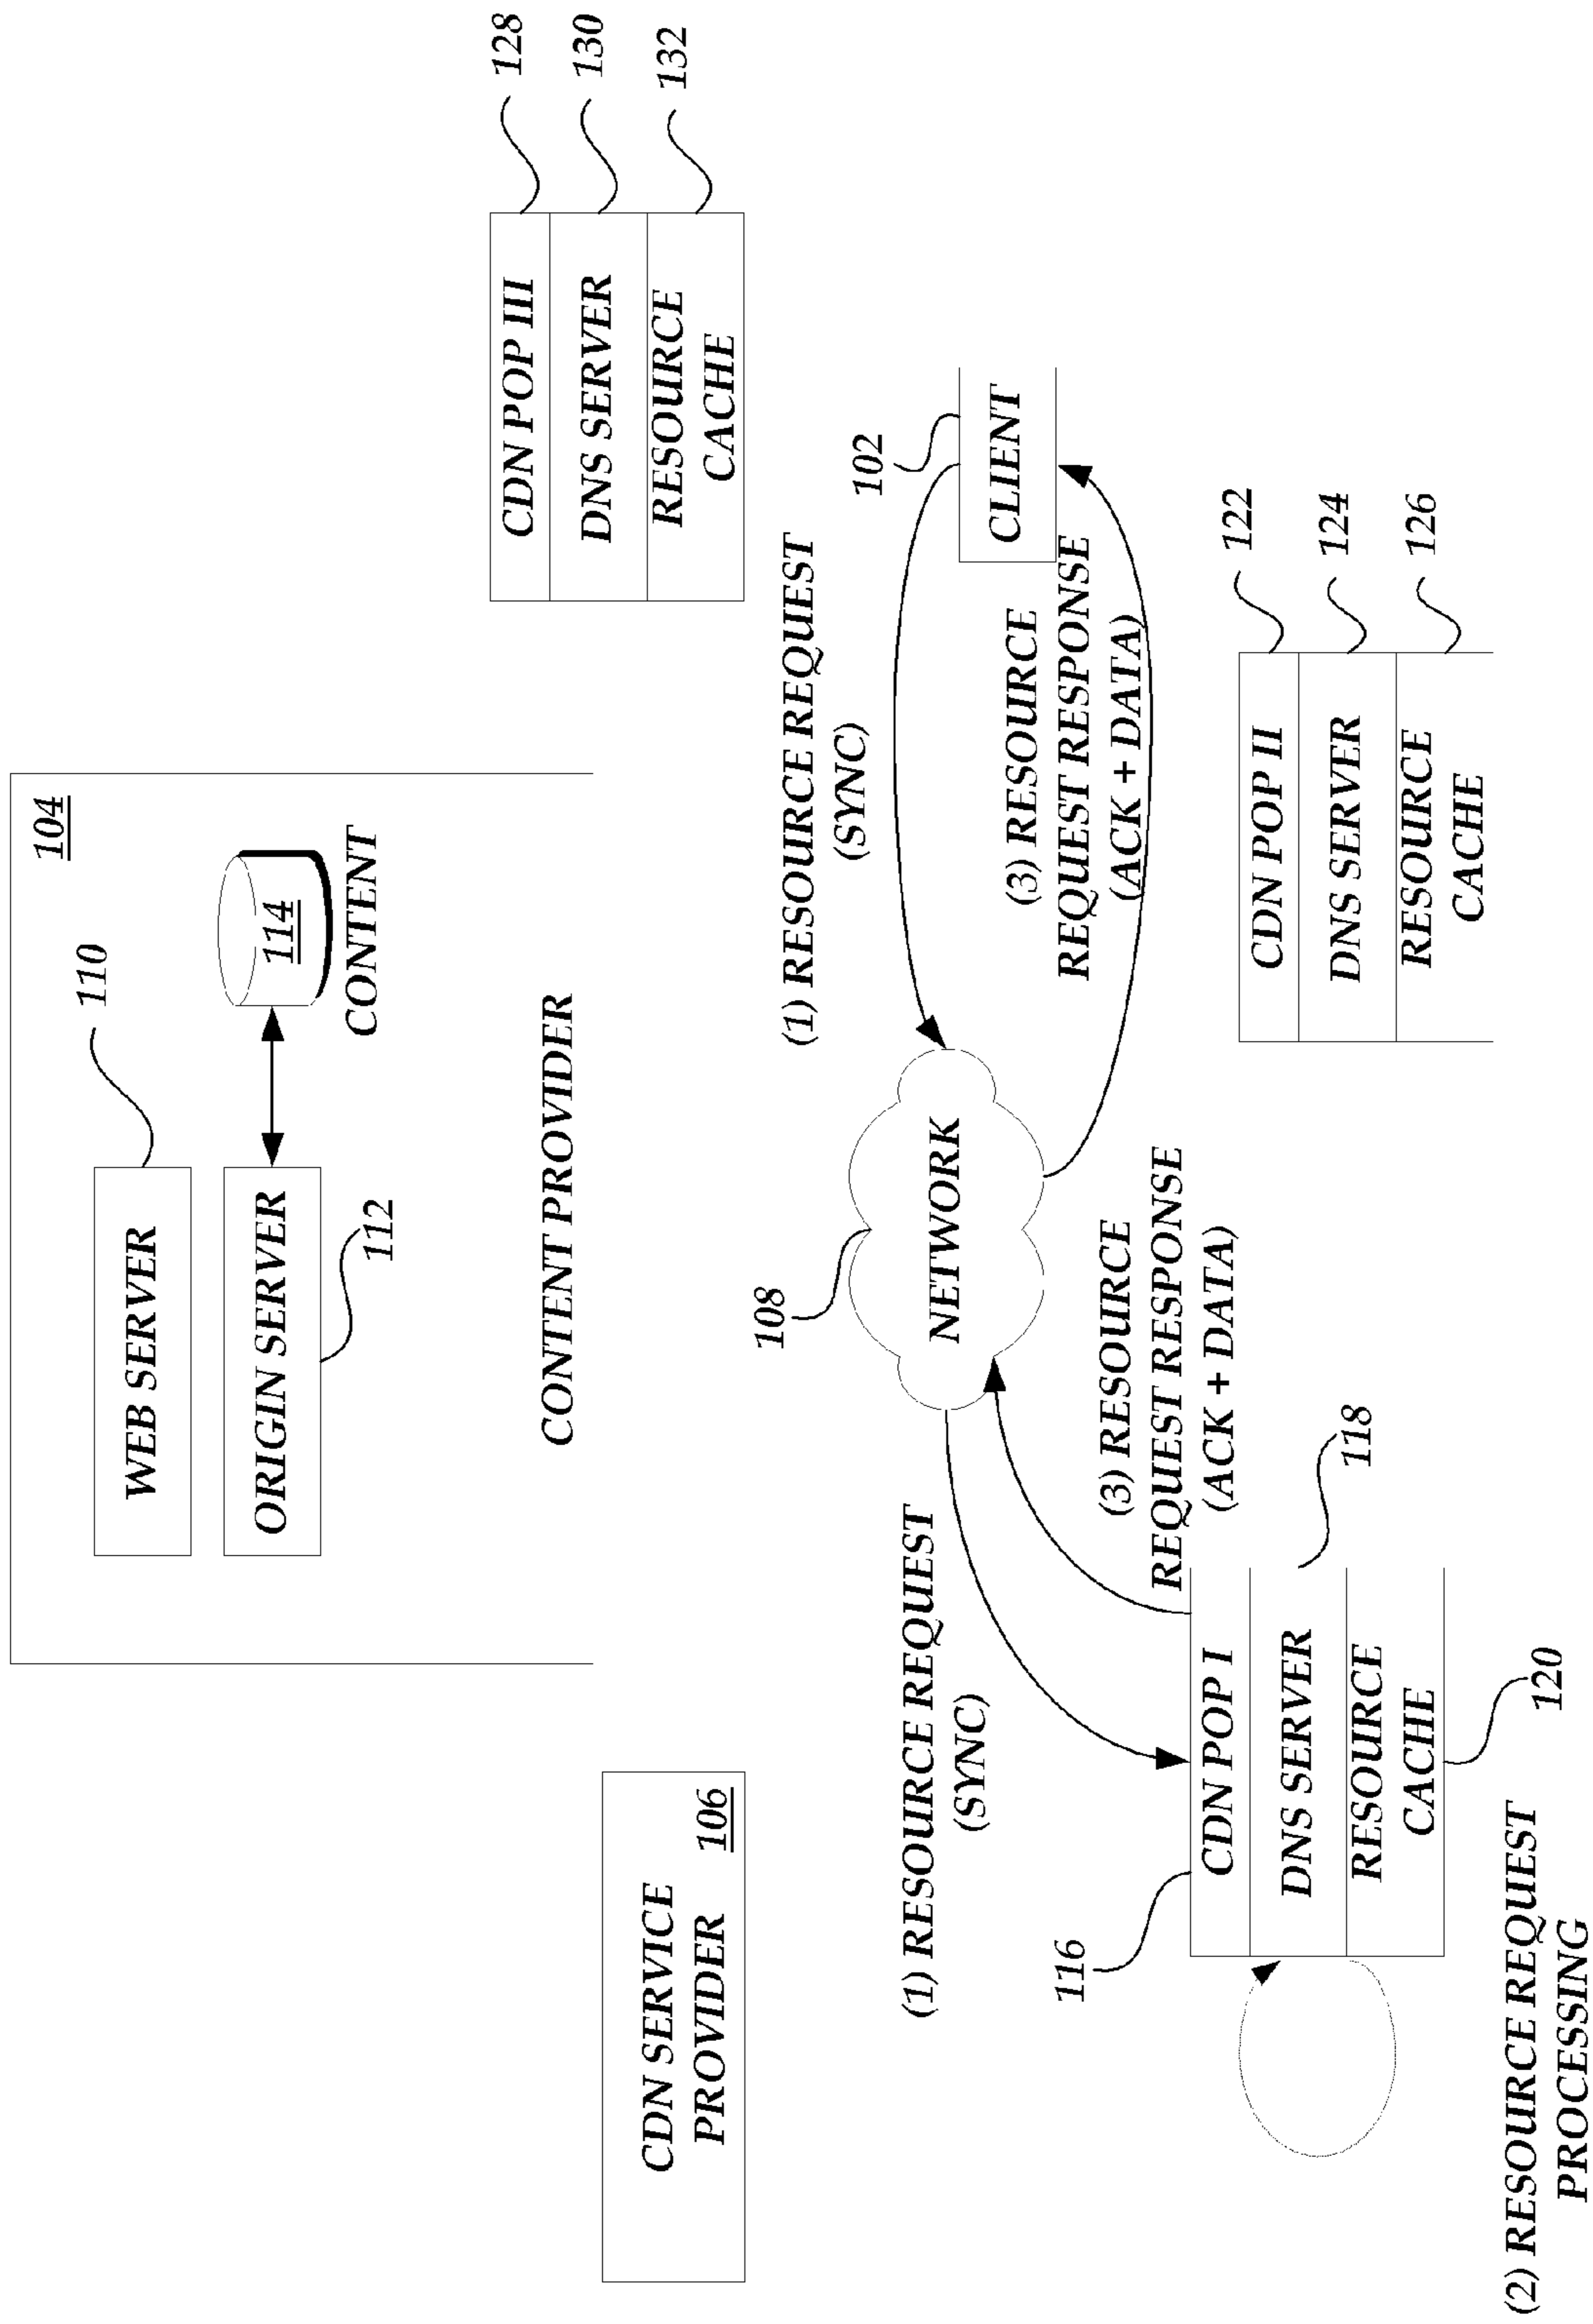 104
WEB SERVER
110
ORIGIN SERVER
114
CONTENT
112
CONTENT PROVIDER
CDN SERVICE
PROVIDER
106
CDN POP III
128
DNS SERVER
130
RESOURCE
CACHE
132
108
NETWORK
(1) RESOURCE REQUEST
(SYNC)
102
CLIENT
(3) RESOURCE
REQUEST RESPONSE
(ACK + DATA)
(1) RESOURCE REQUEST
(SYNC)
(3) RESOURCE
REQUEST RESPONSE
(ACK + DATA)
116
CDN POP I
DNS SERVER
118
RESOURCE
CACHE
120
CDN POP II
122
DNS SERVER
124
RESOURCE
CACHE
126
(2) RESOURCE REQUEST
PROCESSING